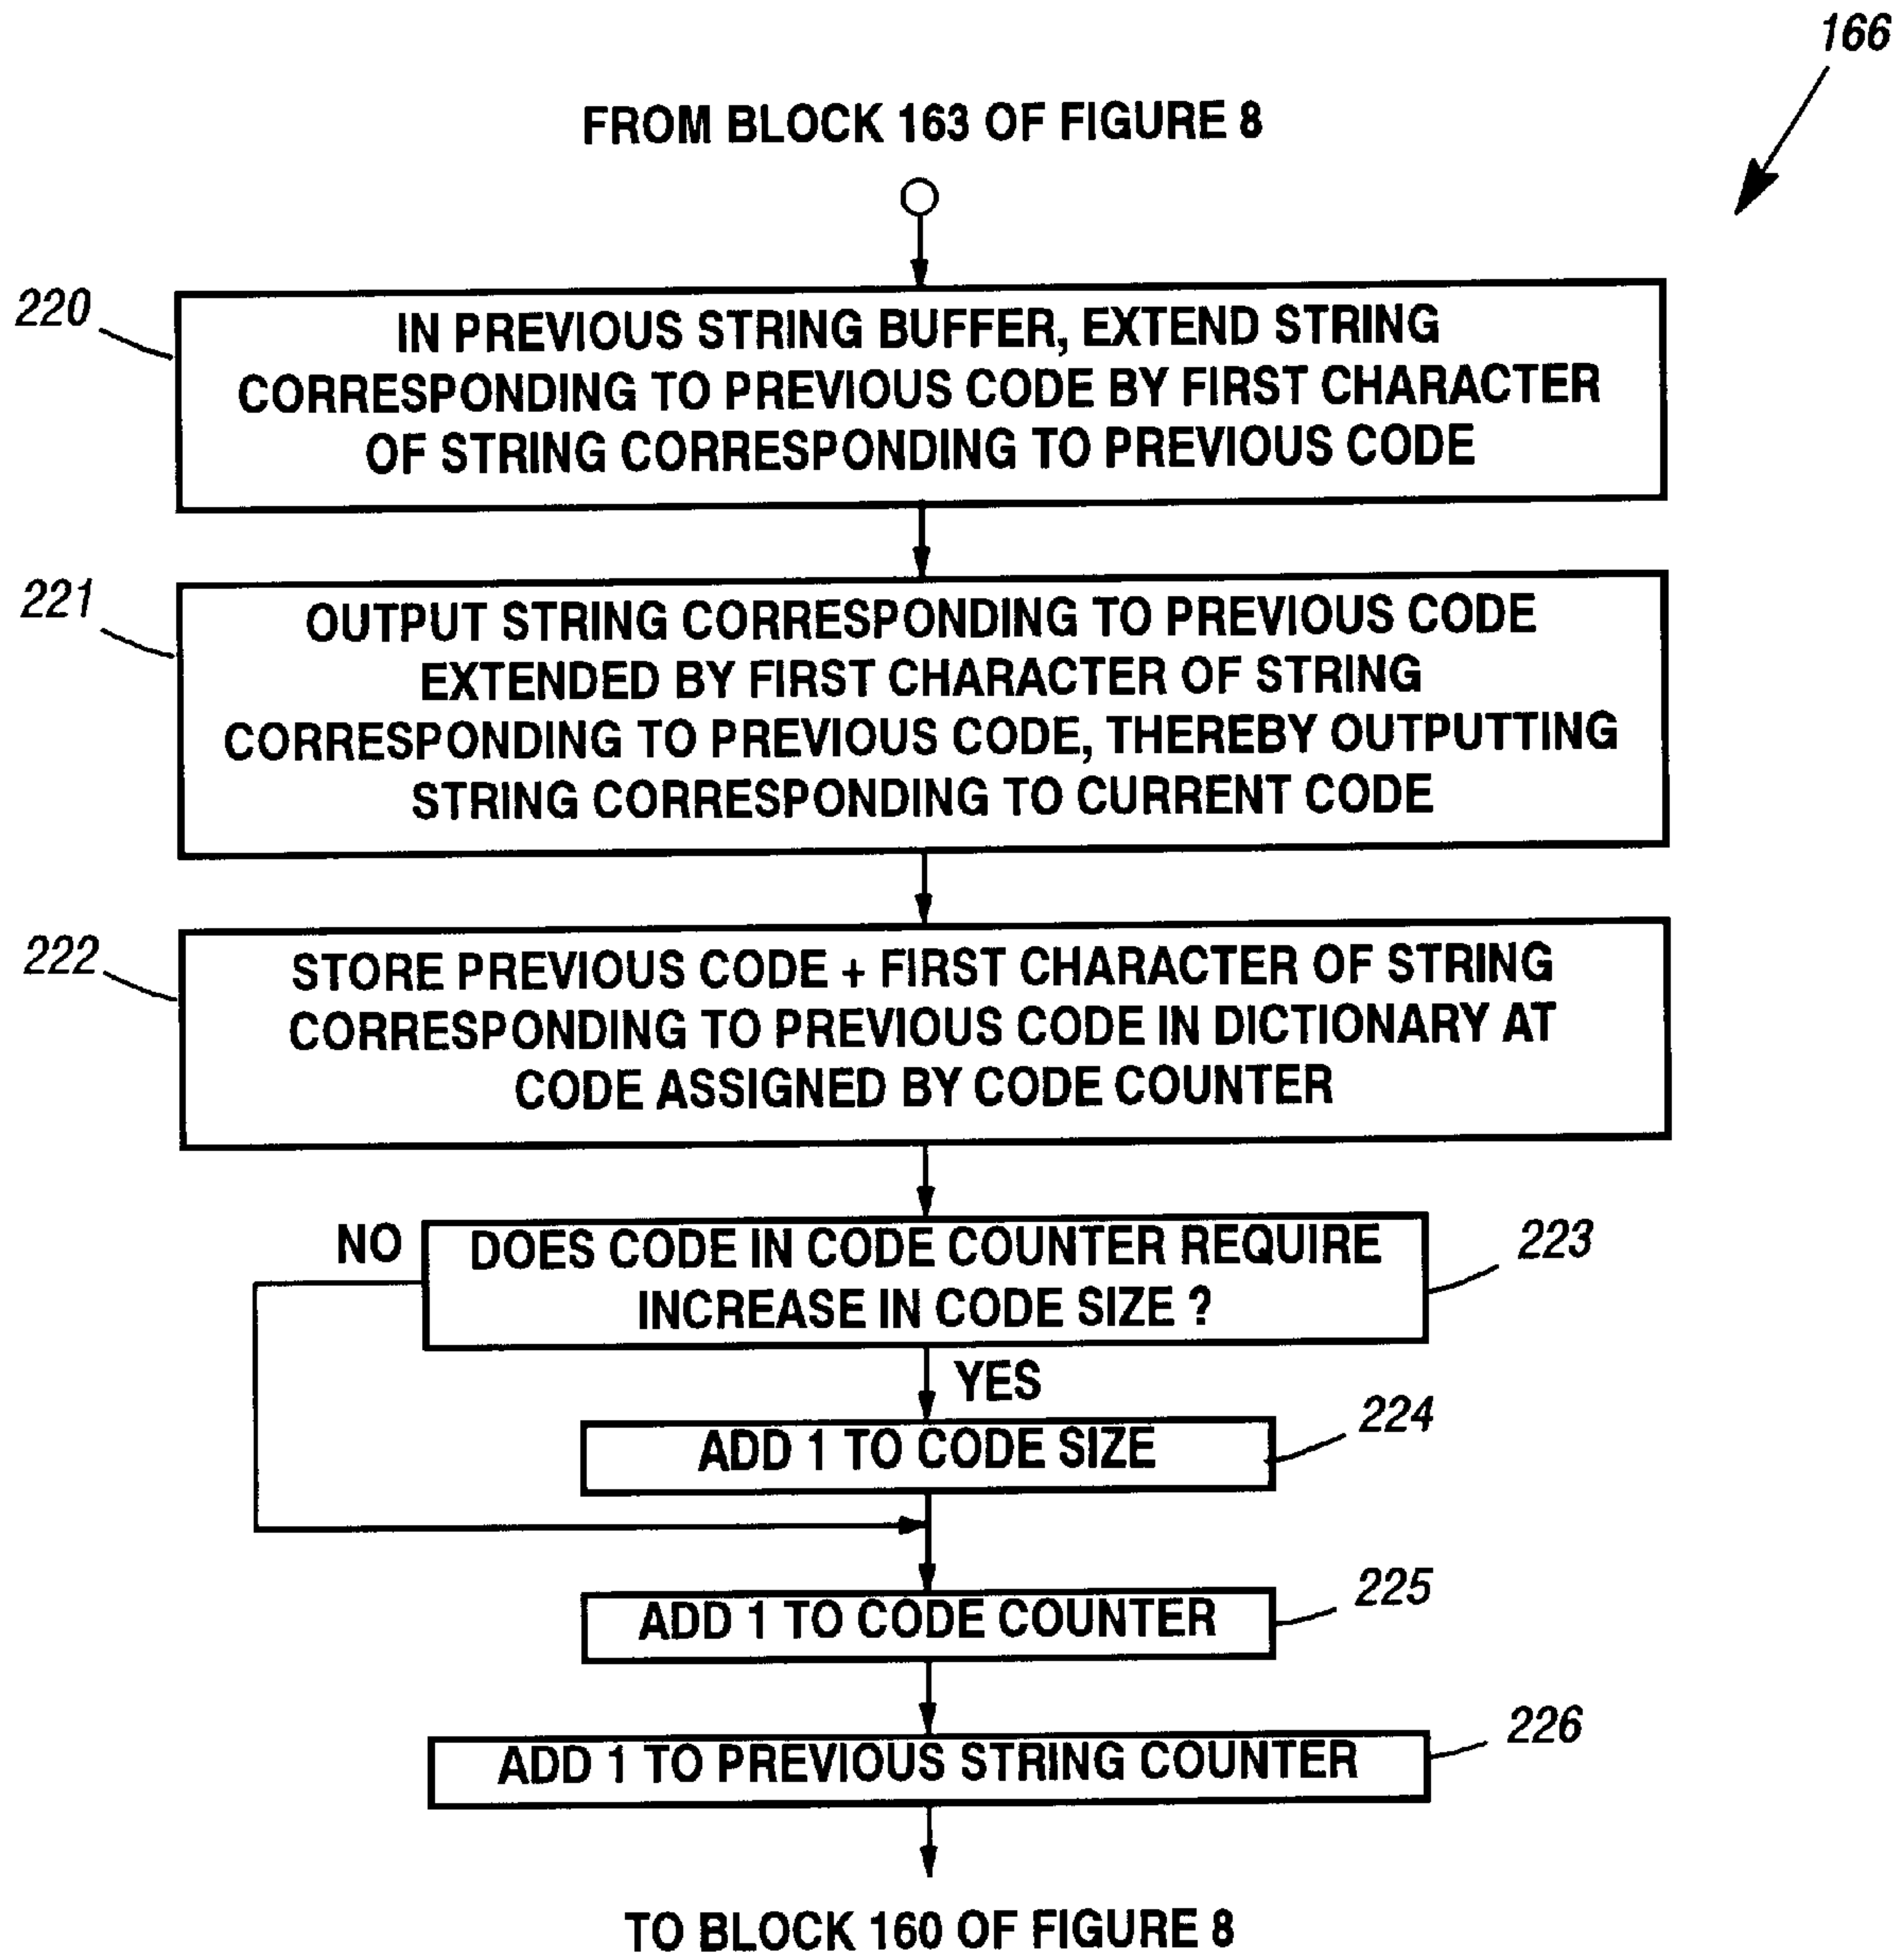 166
FROM BLOCK 163 OF FIGURE 8
220
IN PREVIOUS STRING BUFFER, EXTEND STRING
CORRESPONDING TO PREVIOUS CODE BY FIRST CHARACTER
OF STRING CORRESPONDING TO PREVIOUS CODE
221
OUTPUT STRING CORRESPONDING TO PREVIOUS CODE
EXTENDED BY FIRST CHARACTER OF STRING
CORRESPONDING TO PREVIOUS CODE, THEREBY OUTPUTTING
STRING CORRESPONDING TO CURRENT CODE
222
STORE PREVIOUS CODE + FIRST CHARACTER OF STRING
CORRESPONDING TO PREVIOUS CODE IN DICTIONARY AT
CODE ASSIGNED BY CODE COUNTER
NO
DOES CODE IN CODE COUNTER REQUIRE
INCREASE IN CODE SIZE ?
223
YES
ADD 1 TO CODE SIZE
224
ADD 1 TO CODE COUNTER
225
ADD 1 TO PREVIOUS STRING COUNTER
226
TO BLOCK 160 OF FIGURE 8